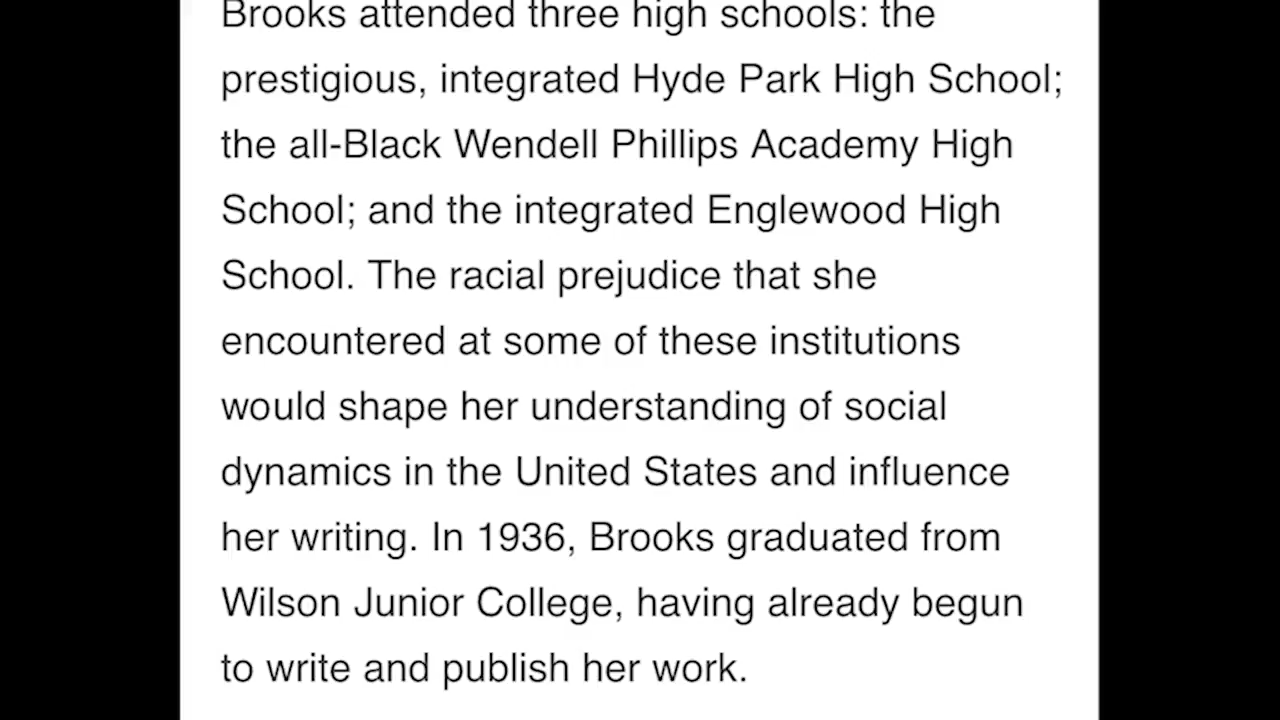 Brooks attended three high schools: the
prestigious, integrated Hyde Park High School;
the all-Black Wendell Phillips Academy High
School; and the integrated Englewood High
School. The racial prejudice that she
encountered at some of these institutions
would shape her understanding of social
dynamics in the United States and influence
her writing. In 1936, Brooks graduated from
Wilson Junior College, having already begun
to write and publish her work.